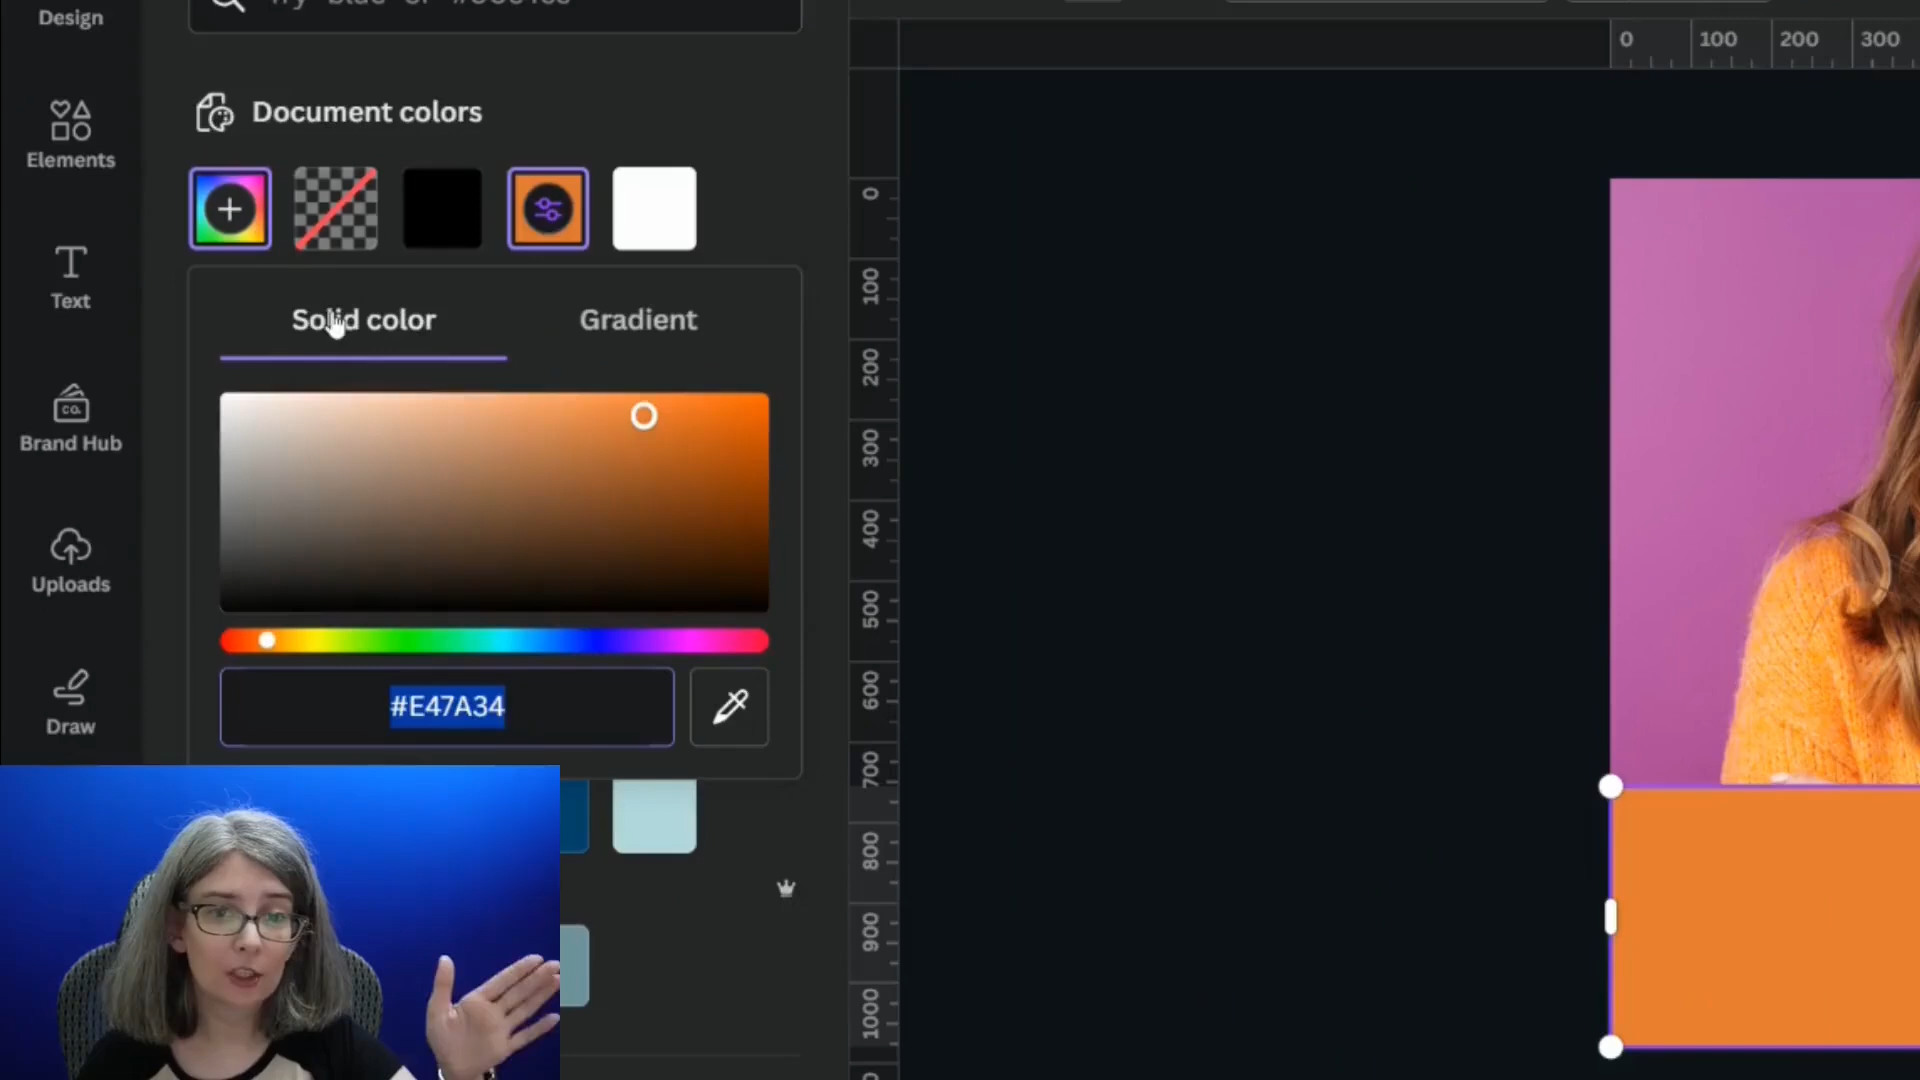 Design
Elements
Text
CO.
Brand Hub
Uploads
Draw
Document colors
Solid color
Gradient
#E47A34
0
100
200
300
0
100
200
300
400
500
600
700
800
900
1000